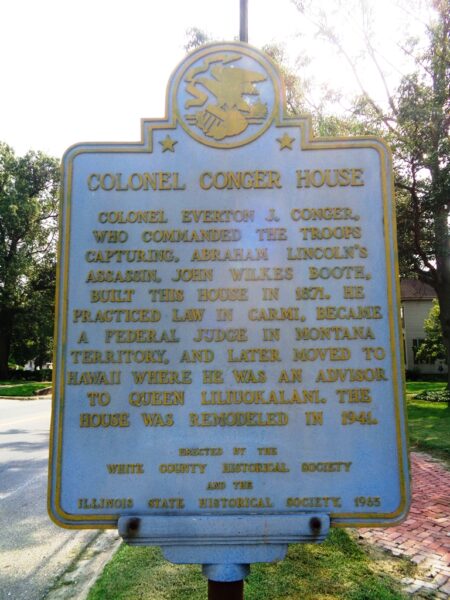 COLONEL CONGER HOUSE
COLONEL EVERTON J. CONGER,
WHO COMMANDED THE TROOPS
CAPTURING, ABRAHAM LINCOLN'S
ASSASSIN, JOHN WILKES BOOTH,
BUILT THIS HOUSE IN 1871. HE
PRACTICED LAW IN CARMI, BECAME
A FEDERAL JUDGE IN MONTANA
TERRITORY, AND LATER MOVED TO
HAWAII WHERE HE WAS AN ADVISOR
TO QUEEN LILIUOKALANI. THE
HOUSE WAS REMODELED IN 1941.
ERECTED BY THE
WHITE COUNTY HISTORICAL SOCIETY
AND THE
ILLINOIS STATE HISTORICAL SOCIETY, 1965